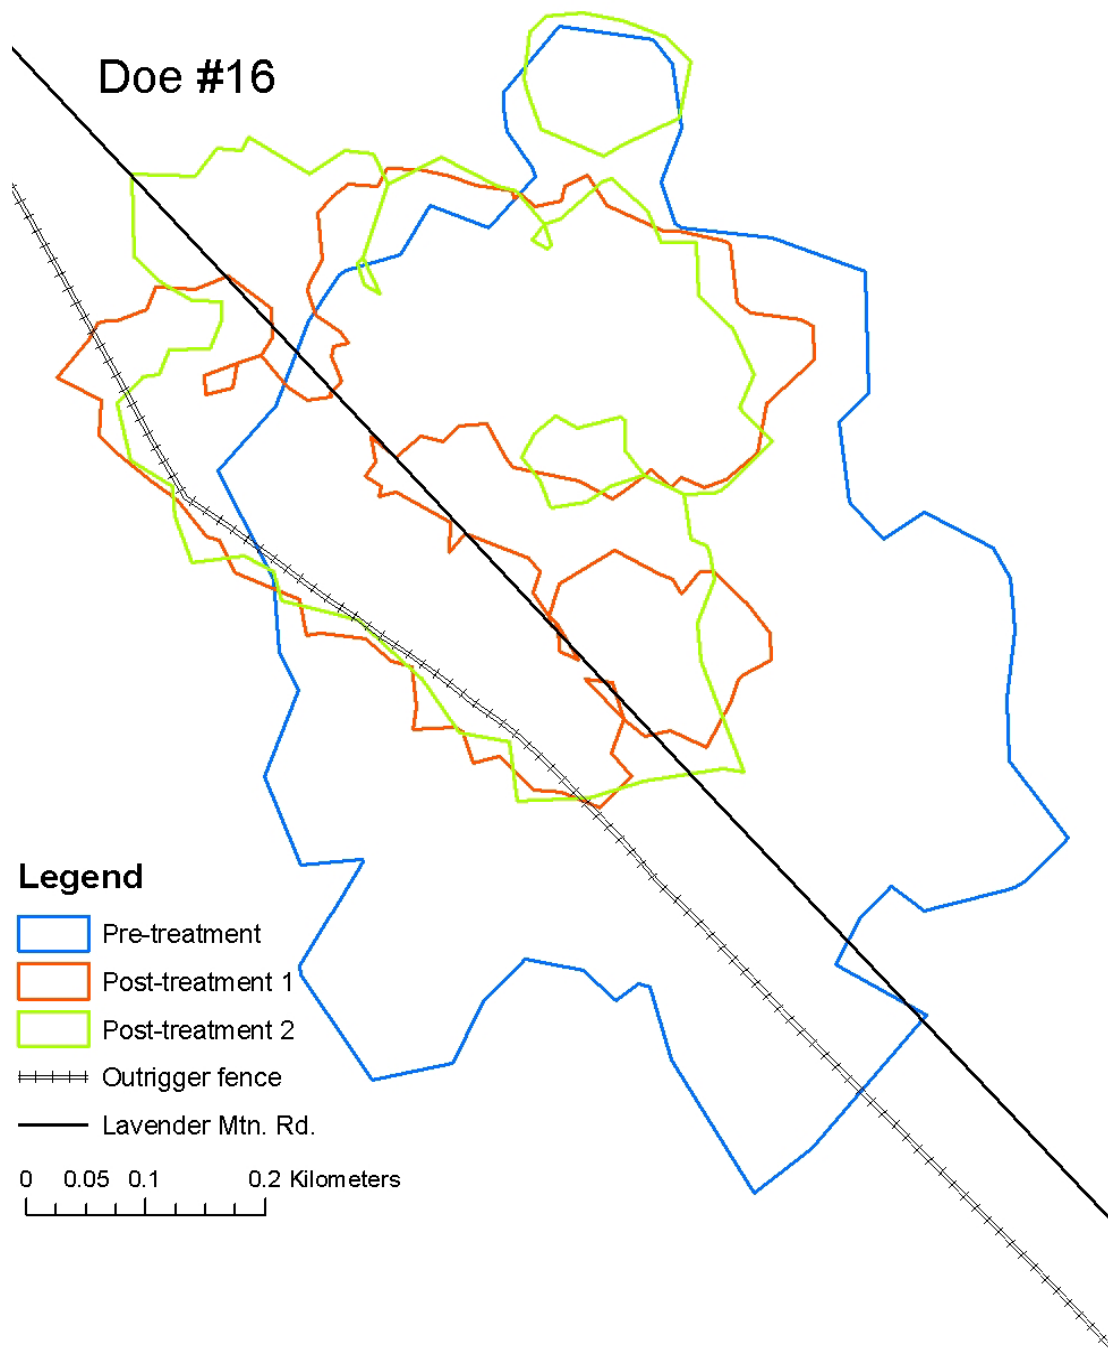 Doe #16
Legend
Pre-treatment
Post-treatment 1
Post-treatment 2
Outrigger fence
Lavender Mtn. Rd.
0 0.05 0.1 0.2 Kilometers